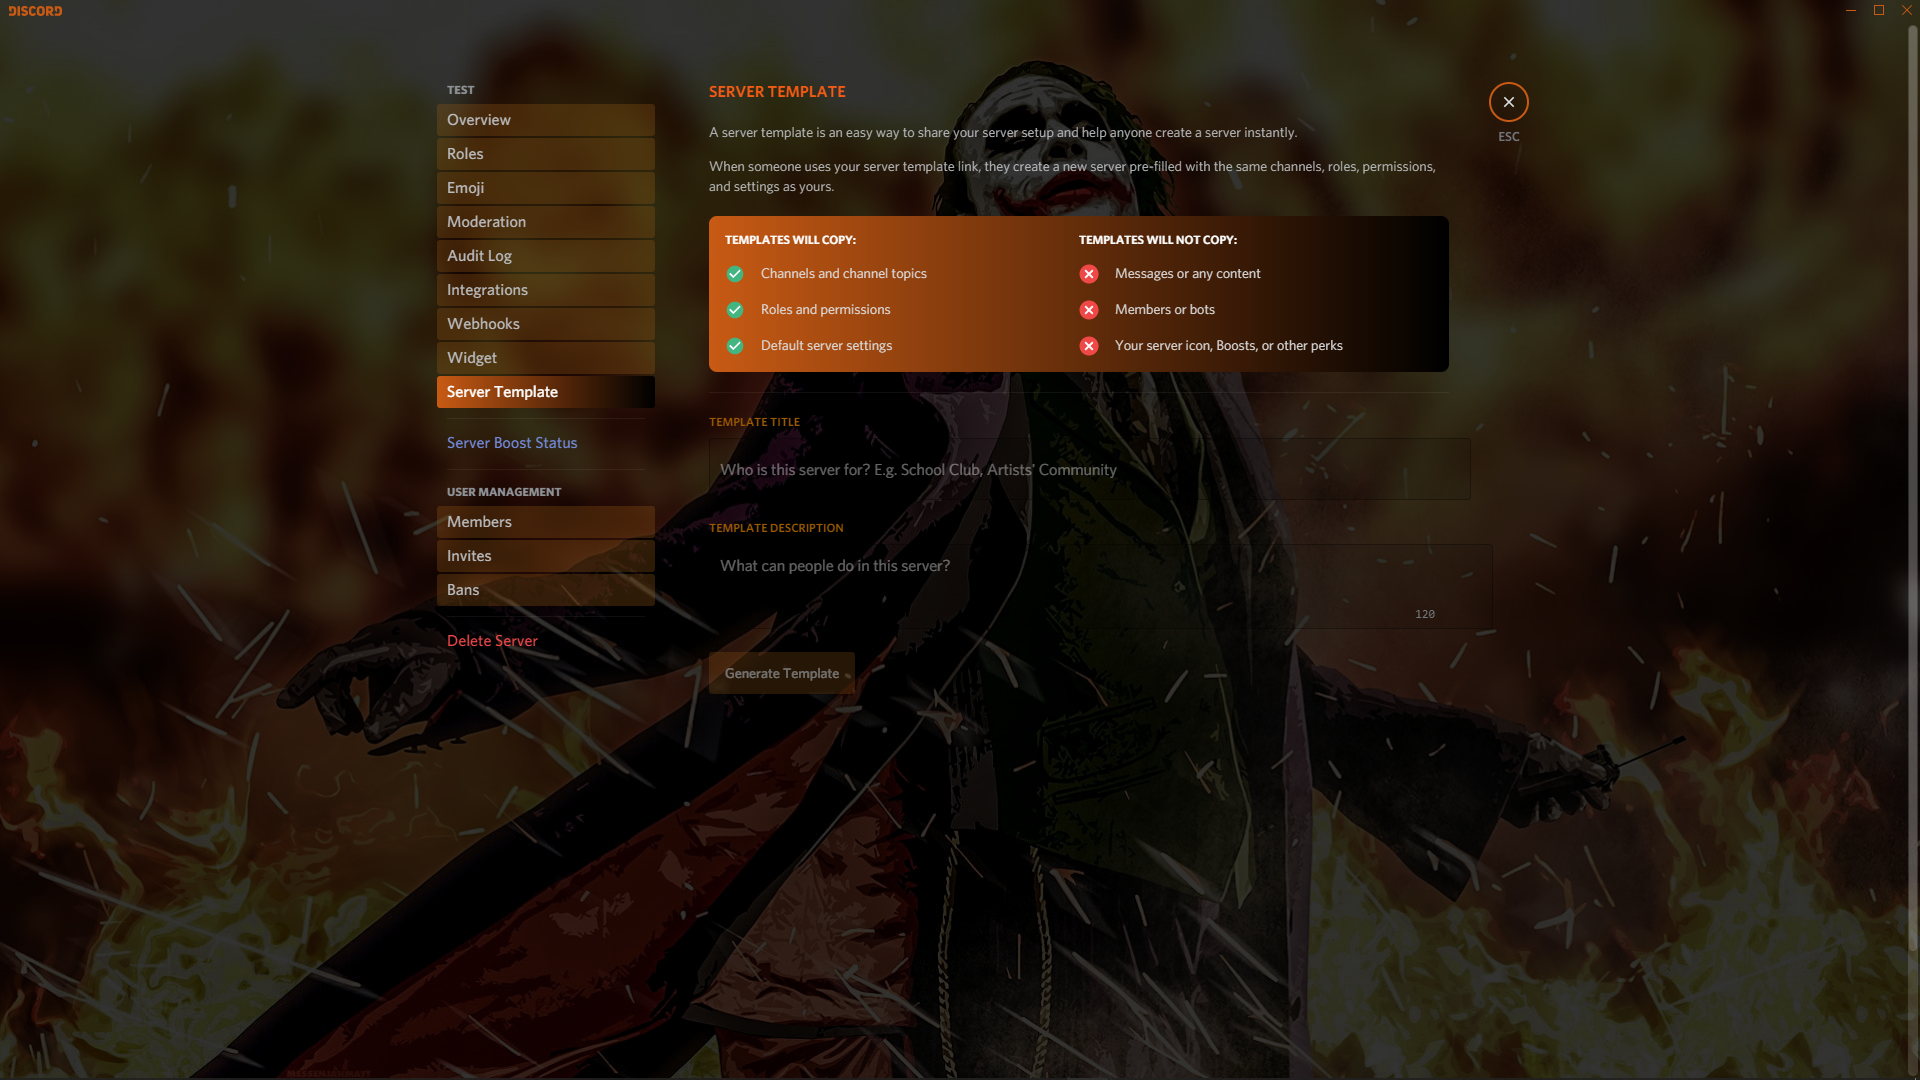 DISCORD
TEST
Overview
Roles
Emoji
Moderation
Audit Log
Integrations
Webhooks
Widget
Server Template
Server Boost Status
USER MANAGEMENT
Members
Invites
Bans
Delete Server
SERVER TEMPLATE
A server template is an easy way to share your server setup and help anyone create a server instantly.
When someone uses your server template link, they create a new server pre-filled with the same channels, roles, permissions,
and settings as yours.
TEMPLATES WILL COPY:
Channels and channel topics
Roles and permissions
Default server settings
TEMPLATES WILL NOT COPY:
Messages or any content
Members or bots
Your server icon, Boosts, or other perks
TEMPLATE TITLE
Who is this server for? E.g. School Club, Artists' Community
TEMPLATE DESCRIPTION
What can people do in this server?
120
Generate Template
ESC